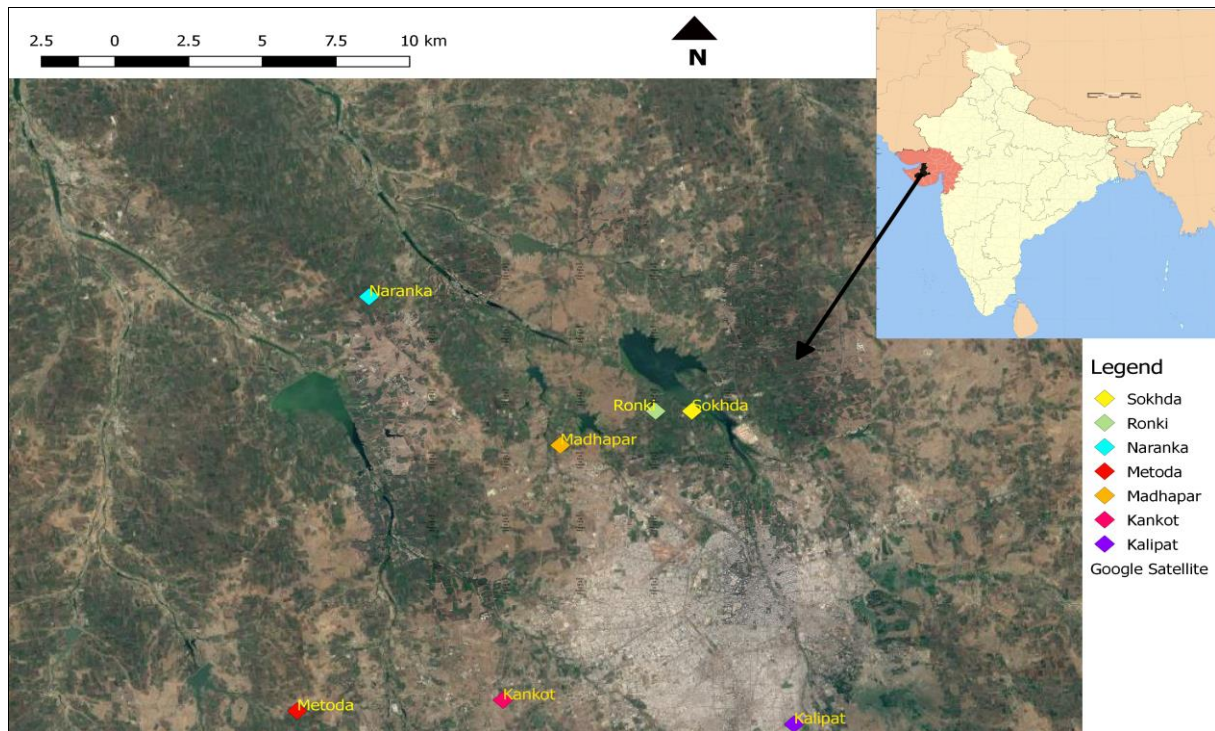 2.5 0 2.5 5 7.5 10 km
N
Naranka
Ronki
Sokhda
Madhapar
Metoda
Kankot
Kalipat
Legend
Sokhda
Ronki
Naranka
Metoda
Madhapar
Kankot
Kalipat
Google Satellite